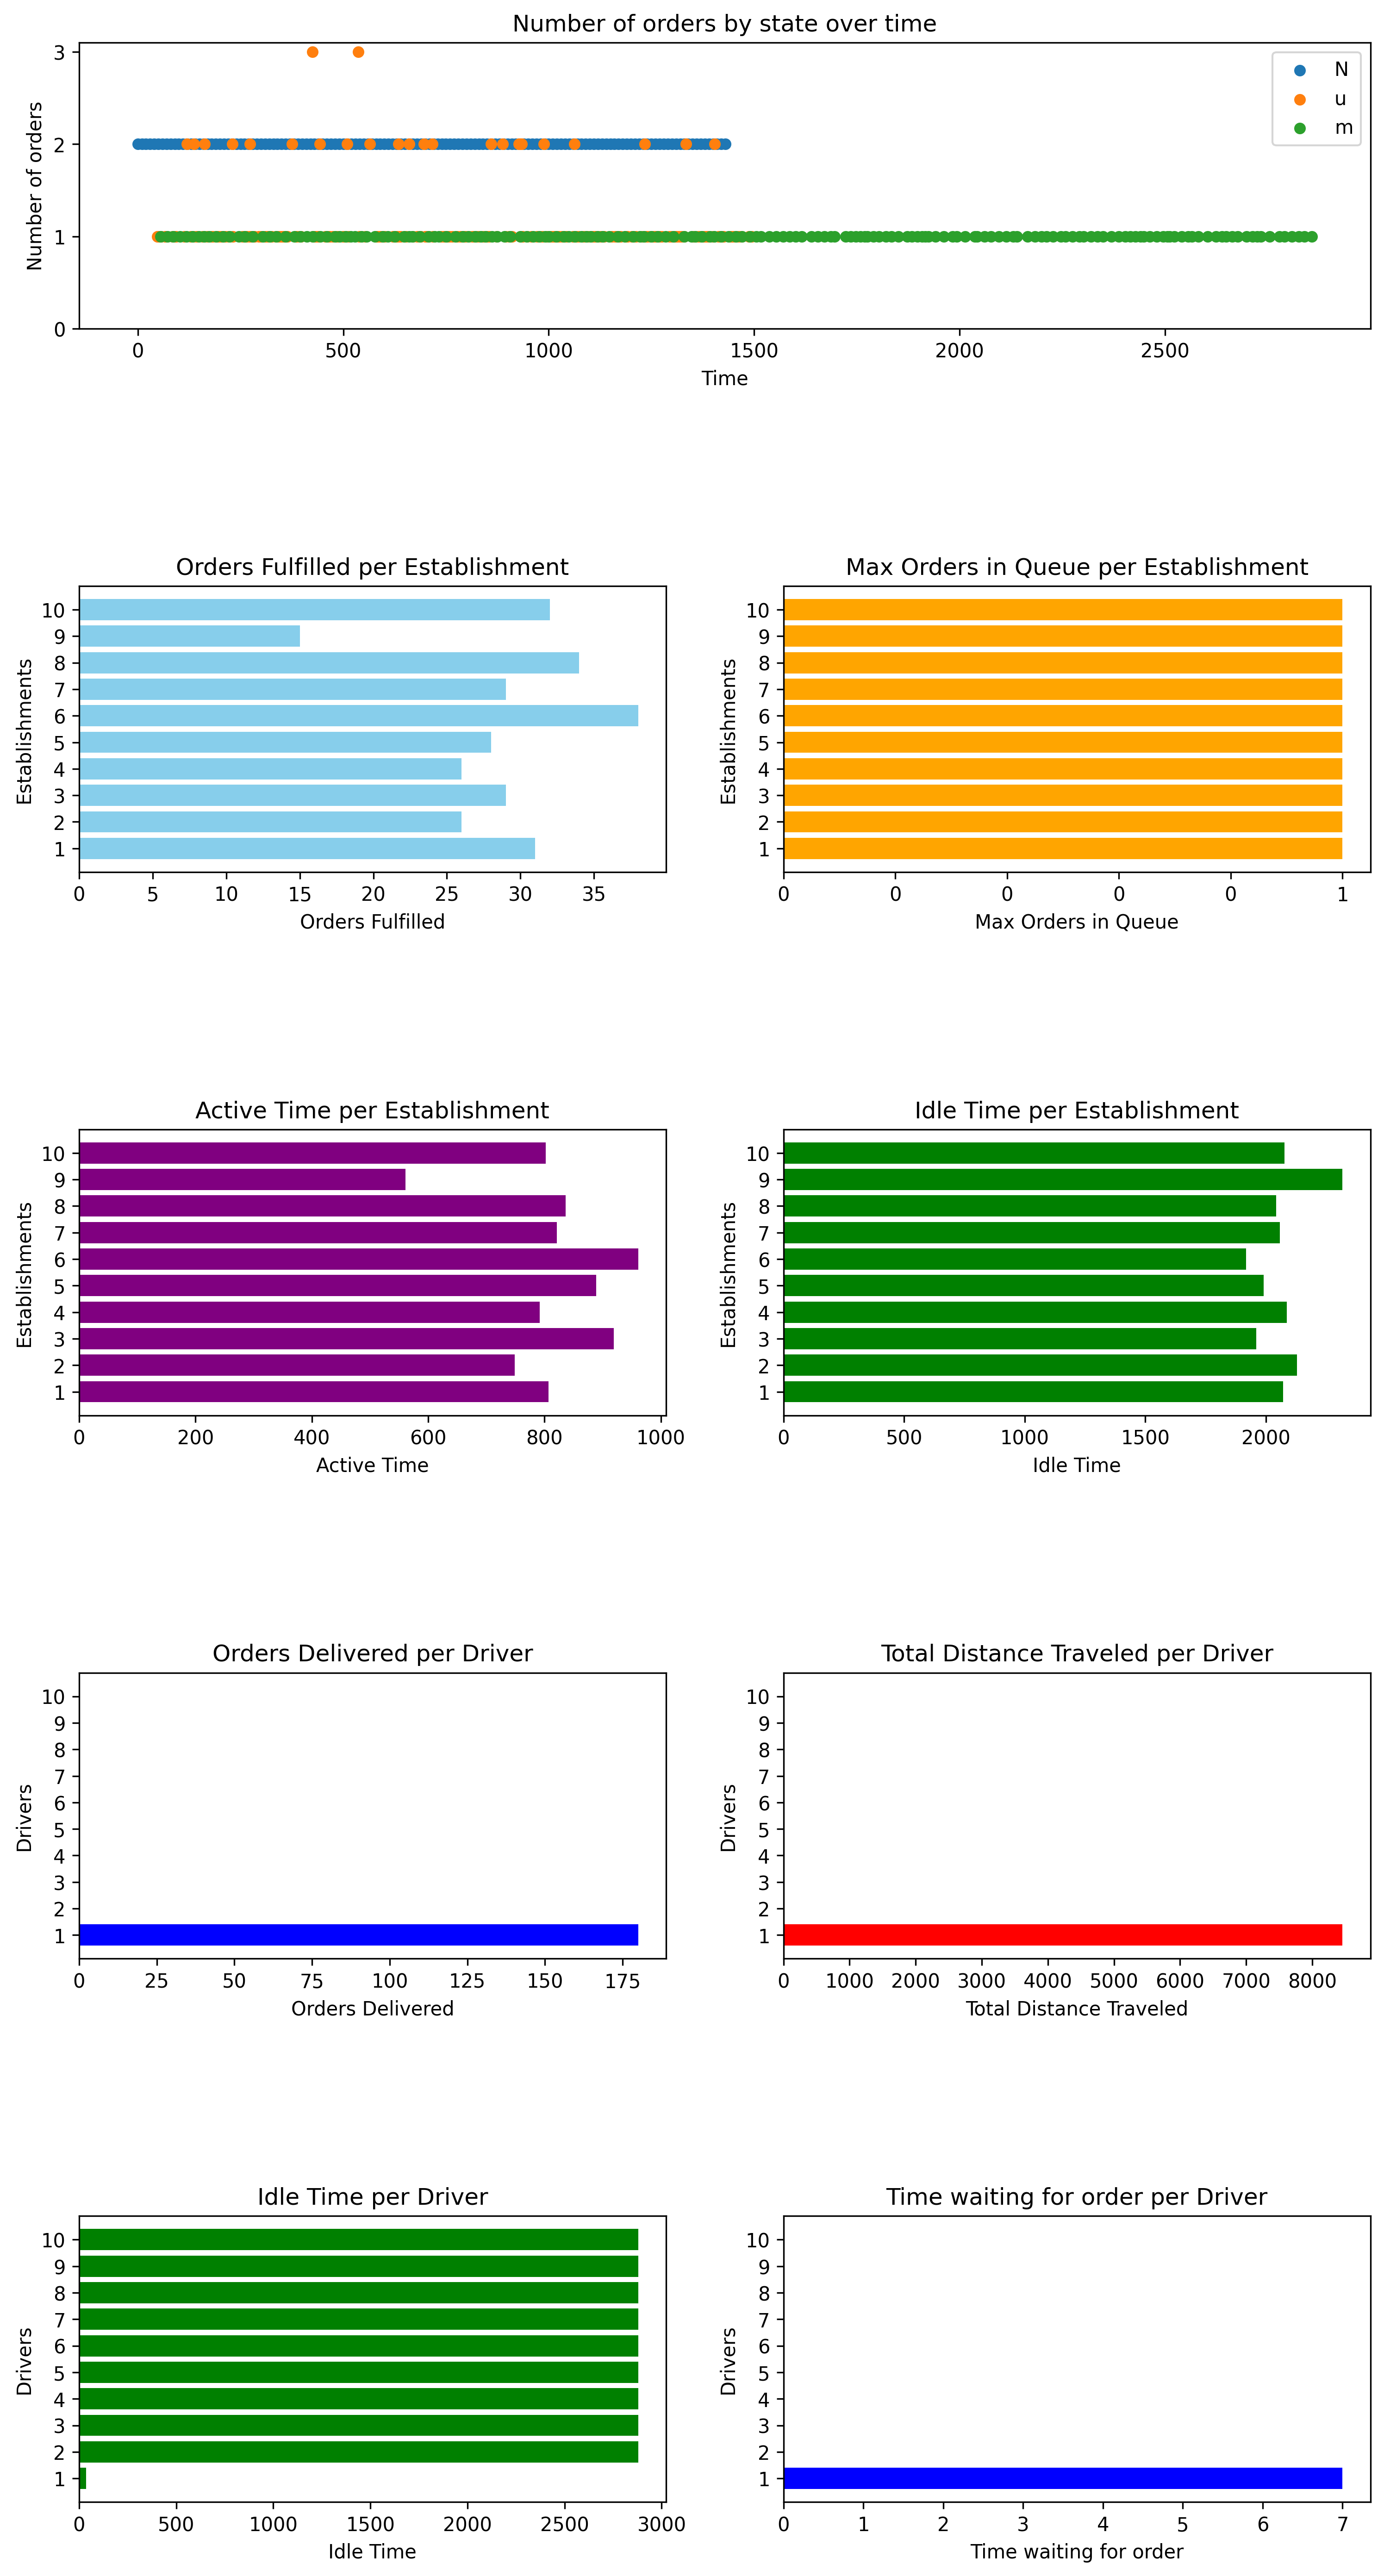 Number of orders by state over time
3
2
1
0
Number of orders
N
u
m
0 500 1000 1500 2000 2500
Time
Orders Fulfilled per Establishment
10
9
8
7
6
5
4
3
2
1
Establishments
0 5 10 15 20 25 30 35
Orders Fulfilled
Max Orders in Queue per Establishment
10
9
8
7
6
5
4
3
2
1
Establishments
0 0 0 0 0 1
Max Orders in Queue
Active Time per Establishment
10
9
8
7
6
5
4
3
2
1
Establishments
0 200 400 600 800 1000
Active Time
Idle Time per Establishment
10
9
8
7
6
5
4
3
2
1
Establishments
0 500 1000 1500 2000
Idle Time
Orders Delivered per Driver
10
9
8
7
6
5
4
3
2
1
Drivers
0 25 50 75 100 125 150 175
Orders Delivered
Total Distance Traveled per Driver
10
9
8
7
6
5
4
3
2
1
Drivers
0 1000 2000 3000 4000 5000 6000 7000 8000
Total Distance Traveled
Idle Time per Driver
10
9
8
7
6
5
4
3
2
1
Drivers
0 500 1000 1500 2000 2500 3000
Idle Time
Time waiting for order per Driver
10
9
8
7
6
5
4
3
2
1
Drivers
0 1 2 3 4 5 6 7
Time waiting for order